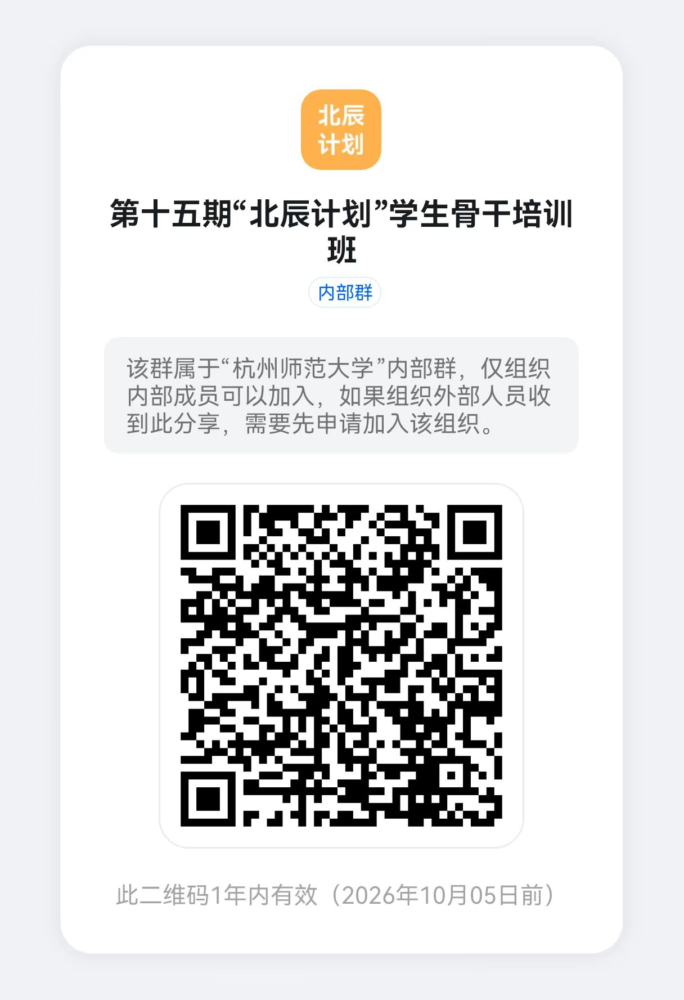 北辰
计划
第十五期“北辰计划”学生骨干培训
班
内部群
该群属于“杭州师范大学”内部群，仅组织
内部成员可以加入，如果组织外部人员收
到此分享，需要先申请加入该组织。
此二维码1年内有效（2026年10月05日前）